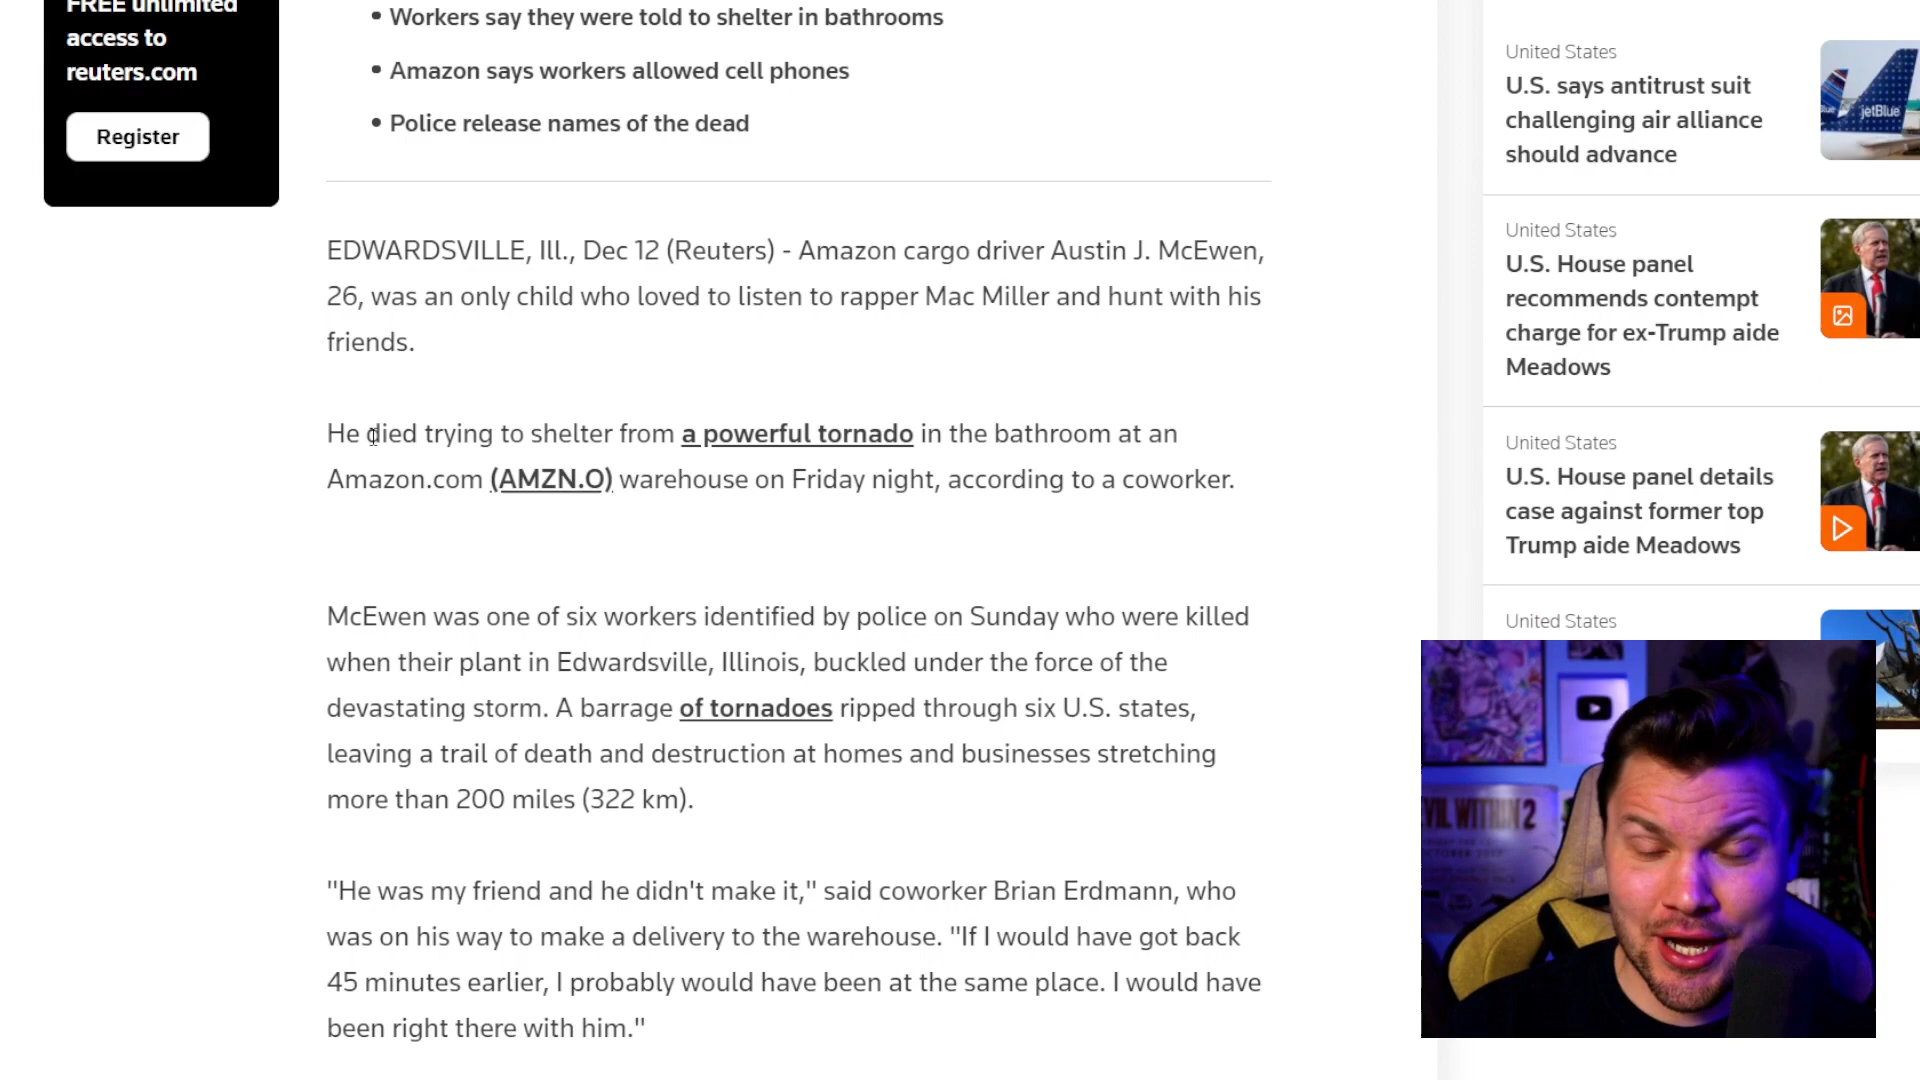 FREE unlimited
access to
reuters.com
Register
• Workers say they were told to shelter in bathrooms
• Amazon says workers allowed cell phones
• Police release names of the dead
EDWARDSVILLE, Ill., Dec 12 (Reuters) - Amazon cargo driver Austin J. McEwen,
26, was an only child who loved to listen to rapper Mac Miller and hunt with his
friends.
He died trying to shelter from a powerful tornado in the bathroom at an
Amazon.com (AMZN.O) warehouse on Friday night, according to a coworker.
McEwen was one of six workers identified by police on Sunday who were killed
when their plant in Edwardsville, Illinois, buckled under the force of the
devastating storm. A barrage of tornadoes ripped through six U.S. states,
leaving a trail of death and destruction at homes and businesses stretching
more than 200 miles (322 km).
"He was my friend and he didn't make it," said coworker Brian Erdmann, who
was on his way to make a delivery to the warehouse. "If I would have got back
45 minutes earlier, I probably would have been at the same place. I would have
been right there with him."
United States
U.S. says antitrust suit
challenging air alliance
should advance
jetBlue
United States
U.S. House panel
recommends contempt
charge for ex-Trump aide
Meadows
United States
U.S. House panel details
case against former top
Trump aide Meadows
United States
EVIL WITHIN 2